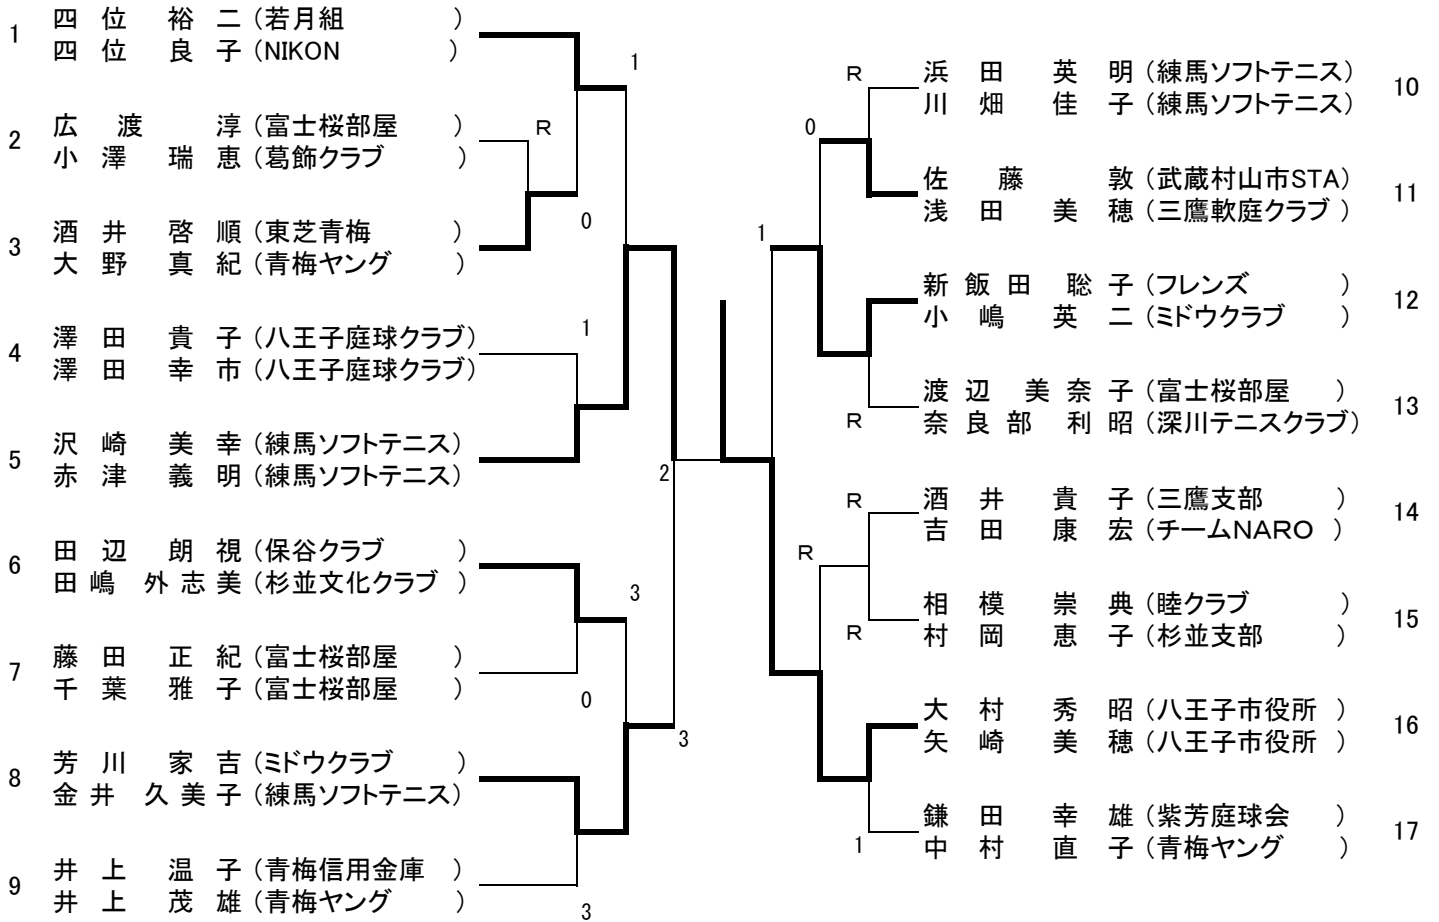 1 四位 裕二 (若月組)
四位 良子 (NIKON)
1
2 広渡 淳 (富士桜部屋)
小澤 瑞恵 (葛飾クラブ)
R
3 酒井 啓順 (東芝青梅)
大野 真紀 (青梅ヤング)
0
4 澤田 貴子 (八王子庭球クラブ)
澤田 幸市 (八王子庭球クラブ)
1
5 沢崎 美幸 (練馬ソフトテニス)
赤津 義明 (練馬ソフトテニス)
2
6 田辺 朗視 (保谷クラブ)
田嶋 外志美 (杉並文化クラブ)
3
7 藤田 正紀 (富士桜部屋)
千葉 雅子 (富士桜部屋)
0
3
8 芳川 家吉 (ミドウクラブ)
金井 久美子 (練馬ソフトテニス)
9 井上 温子 (青梅信用金庫)
井上 茂雄 (青梅ヤング)
3
R
浜田 英明 (練馬ソフトテニス) 10
川畑 佳子 (練馬ソフトテニス)
0
佐藤 敦 (武蔵村山市STA) 11
浅田 美穂 (三鷹軟庭クラブ)
1
新飯田 聡子 (フレンズ) 12
小嶋 英二 (ミドウクラブ)
渡辺 美奈子 (富士桜部屋) 13
奈良部 利昭 (深川テニスクラブ)
R
R
酒井 貴子 (三鷹支部) 14
吉田 康宏 (チームNARO)
R
相模 崇典 (睦クラブ) 15
村岡 恵子 (杉並支部)
R
大村 秀昭 (八王子市役所) 16
矢崎 美穂 (八王子市役所)
鎌田 幸雄 (紫芳庭球会) 17
中村 直子 (青梅ヤング)
1